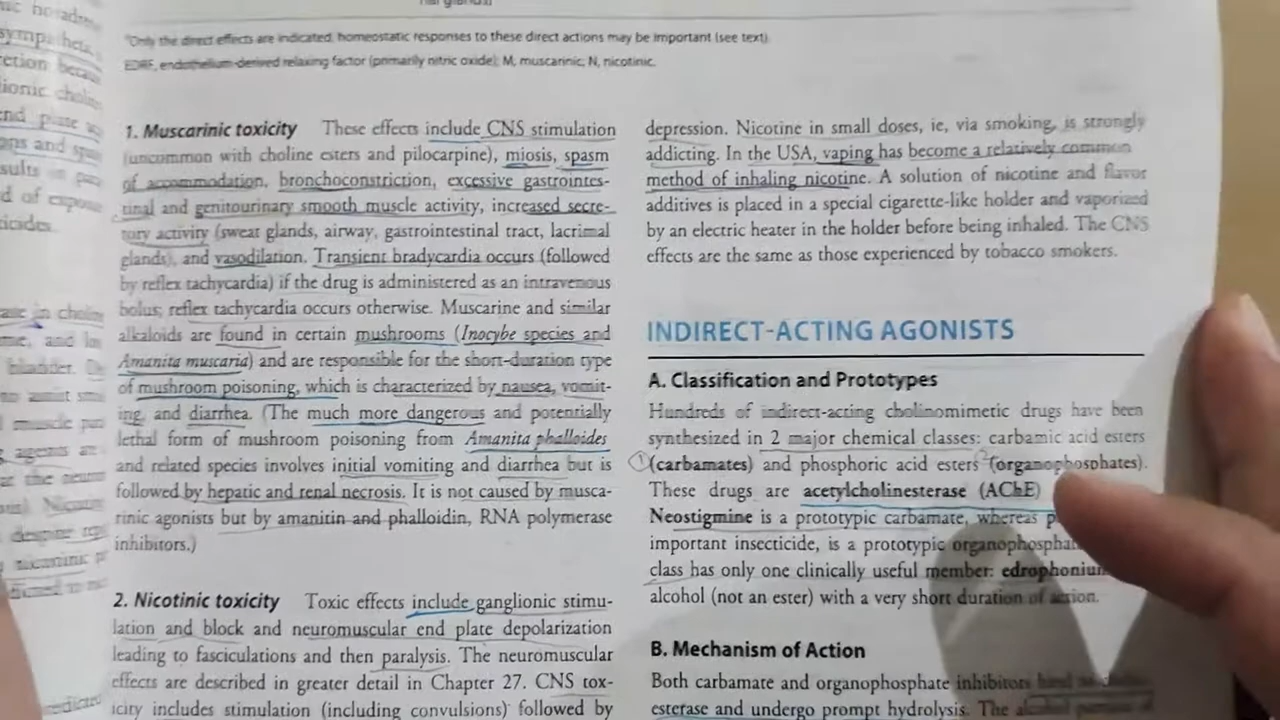 ᵃOnly the direct effects are indicated; homeostatic responses to these direct actions may be important (see text).
EDRF, endothelium-derived relaxing factor (primarily nitric oxide); M, muscarinic; N, nicotinic.
1. Muscarinic toxicity These effects include CNS stimulation
(uncommon with choline esters and pilocarpine), miosis, spasm
of accommodation, bronchoconstriction, excessive gastrointes-
tinal and genitourinary smooth muscle activity, increased secre-
tory activity (sweat glands, airway, gastrointestinal tract, lacrimal
glands), and vasodilation. Transient bradycardia occurs (followed
by reflex tachycardia) if the drug is administered as an intravenous
bolus; reflex tachycardia occurs otherwise. Muscarine and similar
alkaloids are found in certain mushrooms (Inocybe species and
Amanita muscaria) and are responsible for the short-duration type
of mushroom poisoning, which is characterized by nausea, vomit-
ing, and diarrhea. (The much more dangerous and potentially
lethal form of mushroom poisoning from Amanita phalloides
and related species involves initial vomiting and diarrhea but is
followed by hepatic and renal necrosis. It is not caused by musca-
rinic agonists but by amanitin and phalloidin, RNA polymerase
inhibitors.)
2. Nicotinic toxicity Toxic effects include ganglionic stimu-
lation and block and neuromuscular end plate depolarization
leading to fasciculations and then paralysis. The neuromuscular
effects are described in greater detail in Chapter 27. CNS tox-
icity includes stimulation (including convulsions) followed by
depression. Nicotine in small doses, ie, via smoking, is strongly
addicting. In the USA, vaping has become a relatively common
method of inhaling nicotine. A solution of nicotine and flavor
additives is placed in a special cigarette-like holder and vaporized
by an electric heater in the holder before being inhaled. The CNS
effects are the same as those experienced by tobacco smokers.
INDIRECT-ACTING AGONISTS
A. Classification and Prototypes
Hundreds of indirect-acting cholinomimetic drugs have been
synthesized in 2 major chemical classes: carbamic acid esters
① (carbamates) and phosphoric acid esters ② (organophosphates).
These drugs are acetylcholinesterase (AChE)
Neostigmine is a prototypic carbamate, whereas
important insecticide, is a prototypic
class has only one clinically useful member:
alcohol (not an ester) with a very short duration of action.
B. Mechanism of Action
Both carbamate and organophosphate inhibitors
esterase and undergo prompt hydrolysis. The